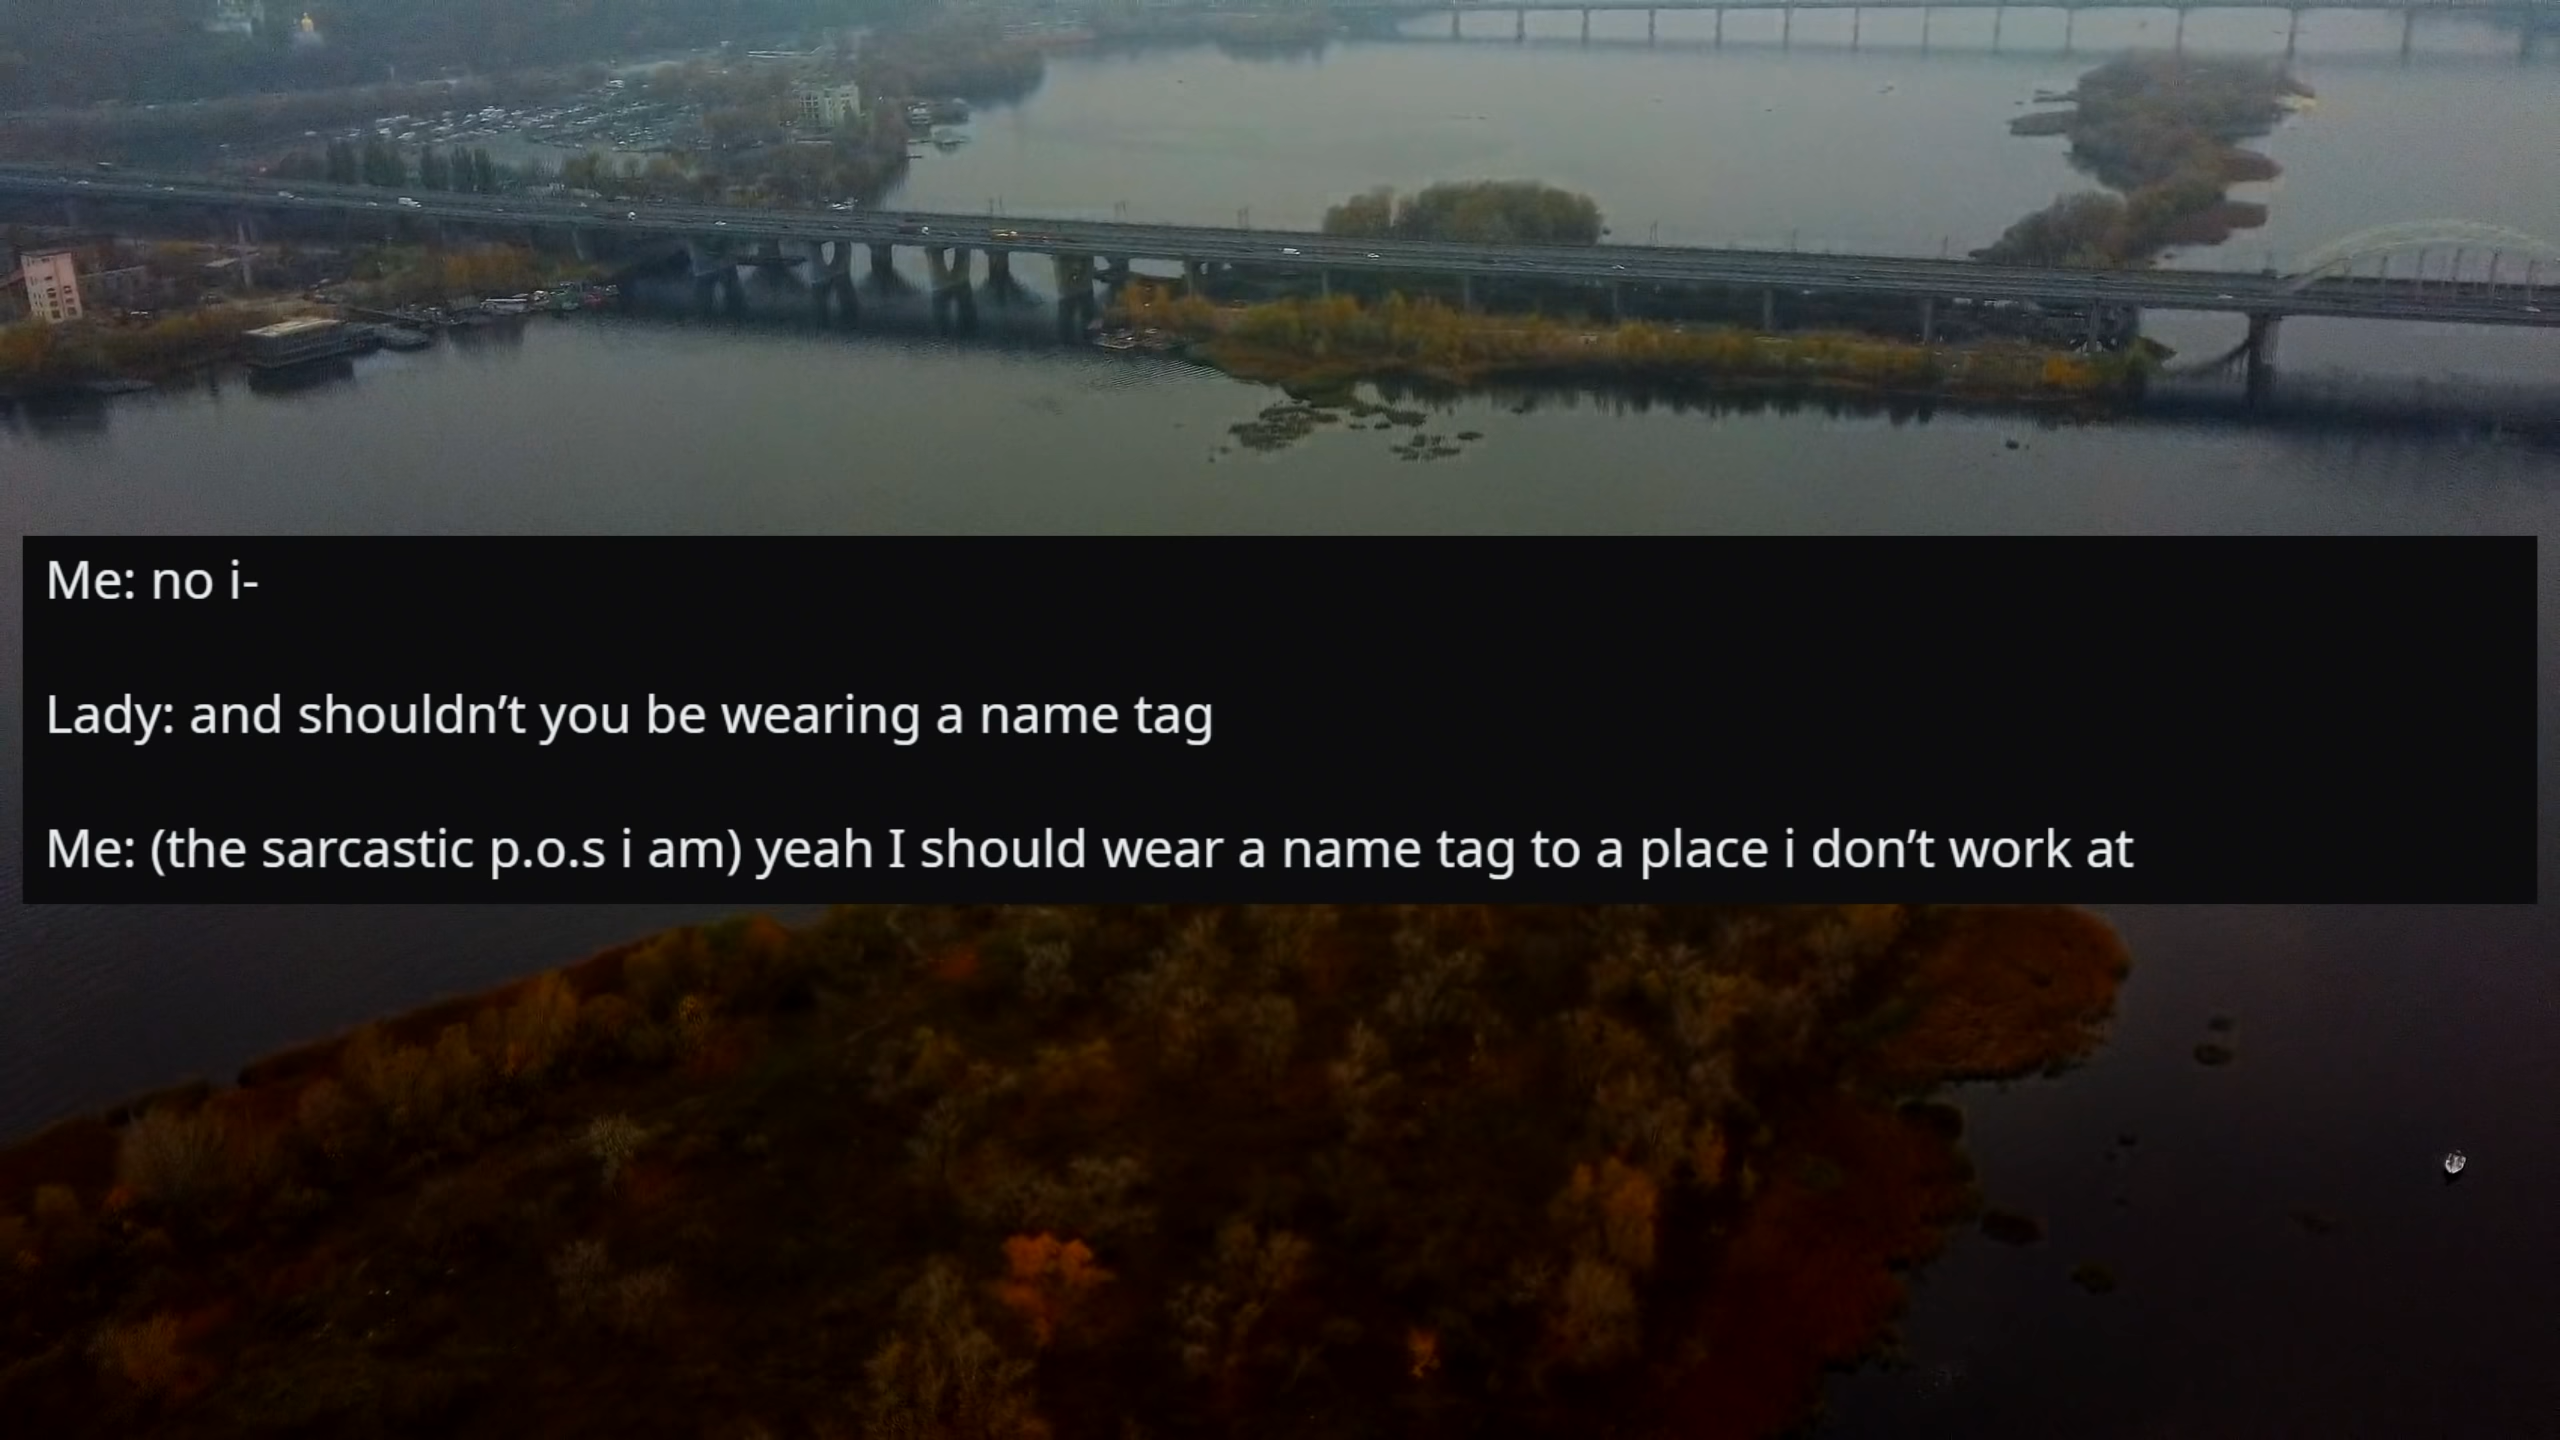 Me: no i-
Lady: and shouldn’t you be wearing a name tag
Me: (the sarcastic p.o.s i am) yeah I should wear a name tag to a place i don’t work at